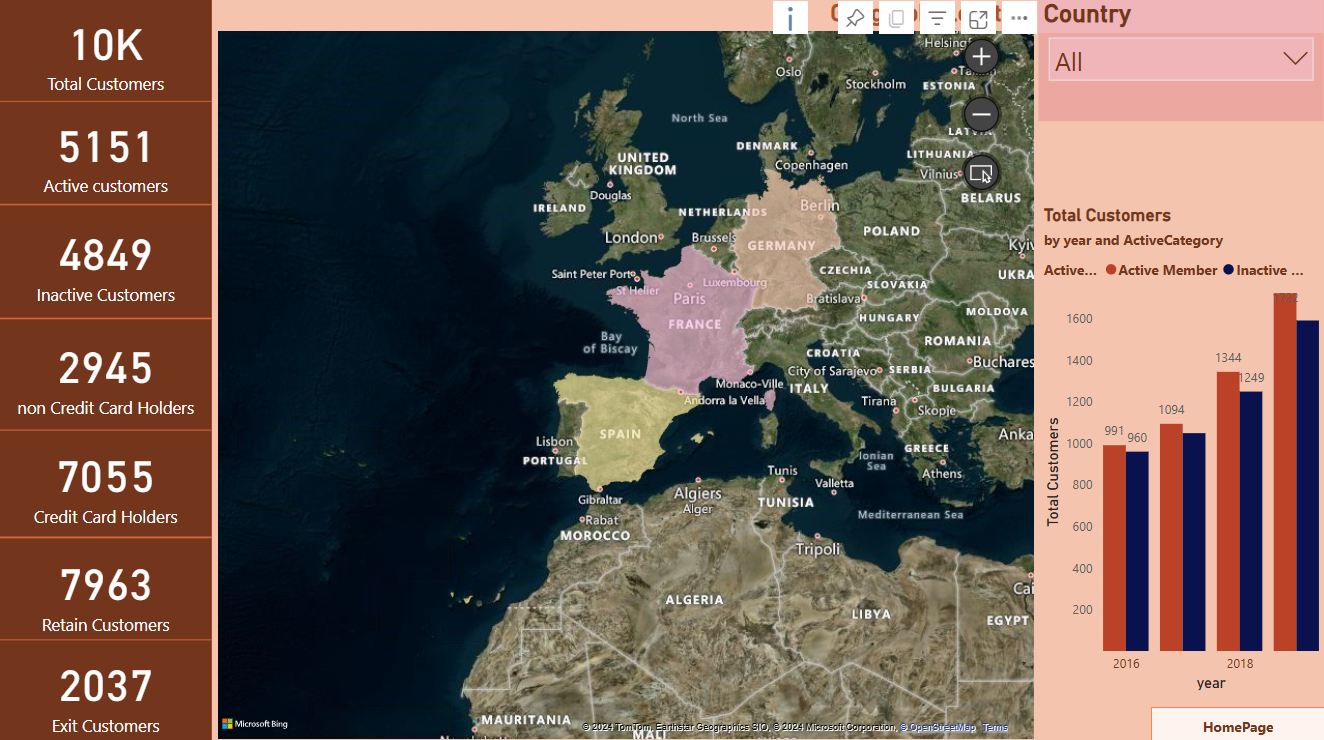 10K
Total Customers
5151
Active customers
4849
Inactive Customers
2945
non Credit Card Holders
7055
Credit Card Holders
7963
Retain Customers
2037
Exit Customers
Helsing
Oslo
Stockholm
ESTONIA
North Sea
DENMARK
Copenhagen
LATV
LITHUANIA
Vilnius
UNITED
KINGDOM
Douglas
IRELAND
BELARUS
NETHERLANDS
Berlin
London
Brussels
GERMANY
POLAND
Kyiv
Saint Peter Port
CZECHIA
UKRA
St Helier
Luxembourg
SLOVAKIA
Paris
Bratislava
FRANCE
HUNGARY
MOLDOVA
Bay
of Biscay
ROMANIA
CROATIA
Buchares
City of Sarajevo
SERBIA
Monaco-Ville
ITALY
BULGARIA
Andorra la Vella
Tirana
Skopje
SPAIN
Anka
Lisbon
PORTUGAL
Ionian
Sea
GREECE
Athens
Tunis
Valletta
Gibraltar
Algiers
Alger
TUNISIA
Rabat
MOROCCO
Mediterranean Sea
Tripoli
Cai
ALGERIA
LIBYA
EGYPT
MAURITANIA
MALI
Microsoft Bing
© 2024 TomTom, Earthstar Geographics SIO, © 2024 Microsoft Corporation, © OpenStreetMap Terms
Country
All
Total Customers
by year and ActiveCategory
Active... Active Member Inactive ...
Total Customers
1600
1400
1200
1000
800
600
400
200
991
960
1094
1344
1249
1722
2016
2018
year
HomePage